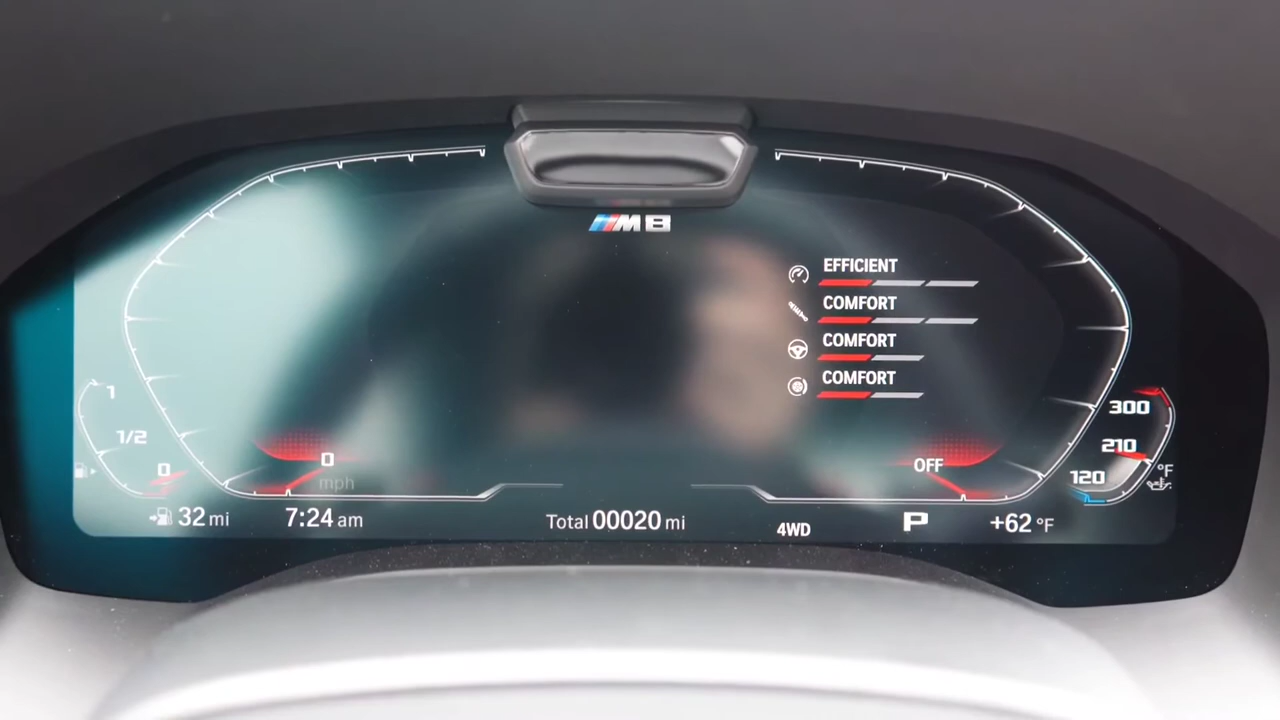 M8
EFFICIENT
COMFORT
COMFORT
COMFORT
1
1/2
0
0
mph
OFF
300
210
120
°F
32 mi
7:24 am
Total 00020 mi
4WD
P
+62 °F